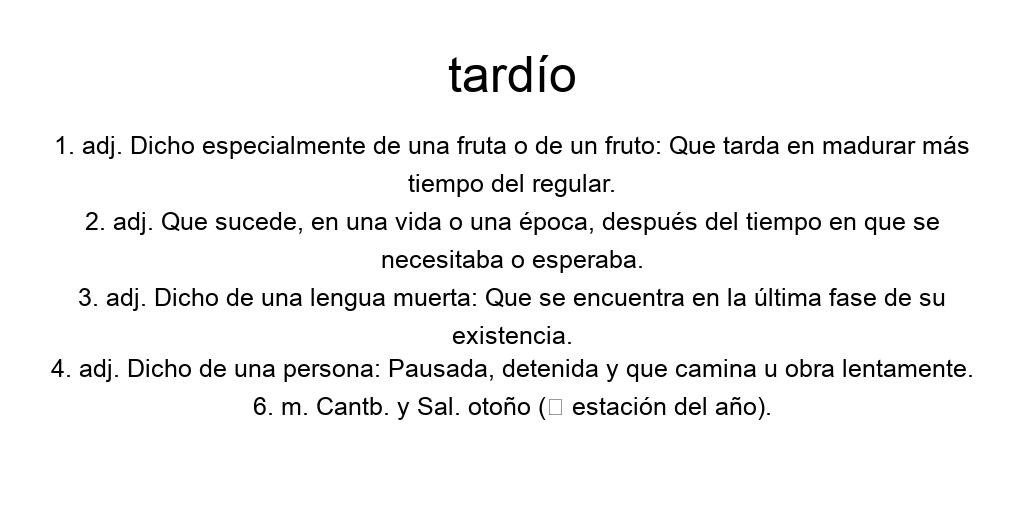 tardío
1. adj. Dicho especialmente de una fruta o de un fruto: Que tarda en madurar más
tiempo del regular.
2. adj. Que sucede, en una vida o una época, después del tiempo en que se
necesitaba o esperaba.
3. adj. Dicho de una lengua muerta: Que se encuentra en la última fase de su
existencia.
4. adj. Dicho de una persona: Pausada, detenida y que camina u obra lentamente.
6. m. Cantb. y Sal. otoño (▯ estación del año).